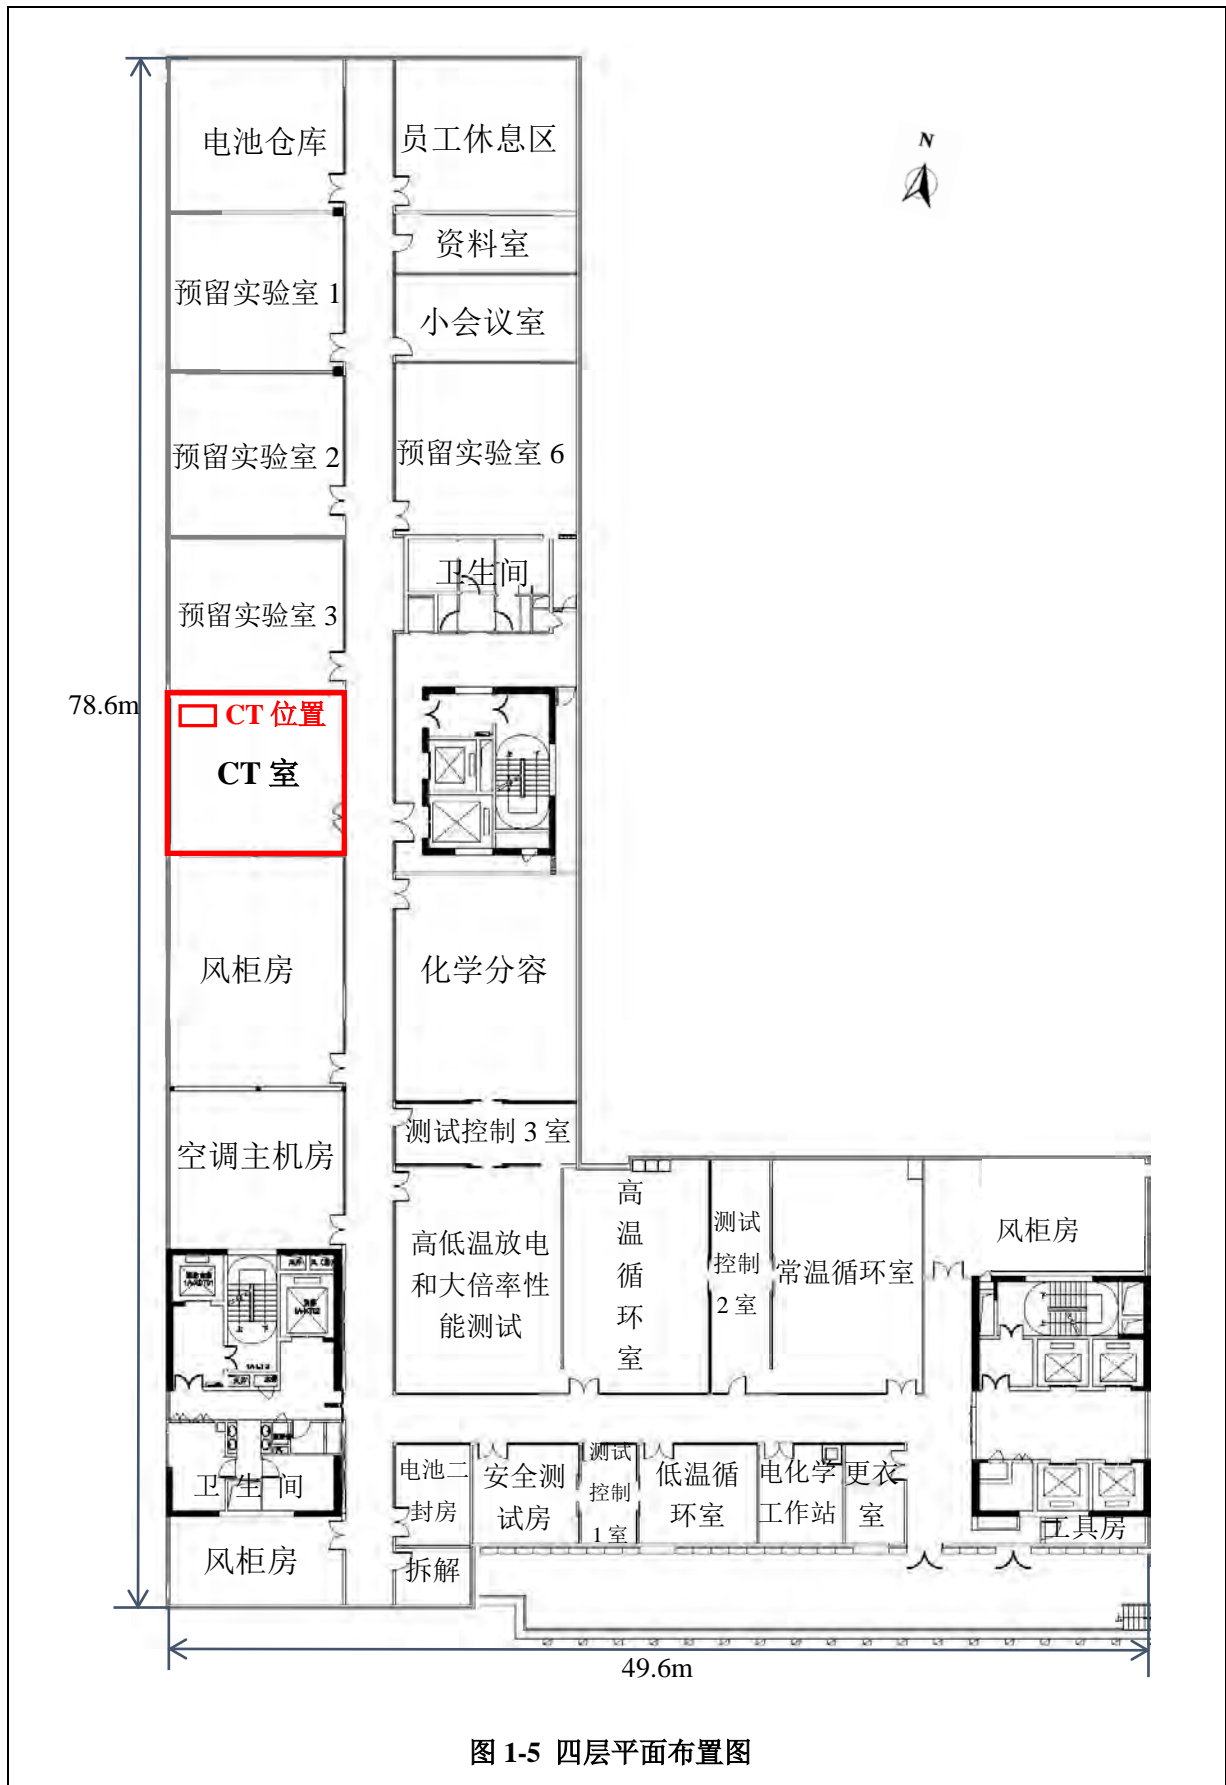 电池仓库
员工休息区
N
资料室
预留实验室 1
小会议室
预留实验室 2
预留实验室 6
卫生间
预留实验室 3
78.6m
CT 位置
CT 室
风柜房
化学分容
测试控制 3 室
空调主机房
高低温放电
和大倍率性
能测试
高
温
循
环
室
测试
控制
2 室
常温循环室
风柜房
上
下
下
上
卫生间
电池二
封房
安全测
试房
测试
控制
1 室
低温循
环室
电化学
工作站
更衣
室
工具房
风柜房
拆解
49.6m
图 1-5 四层平面布置图